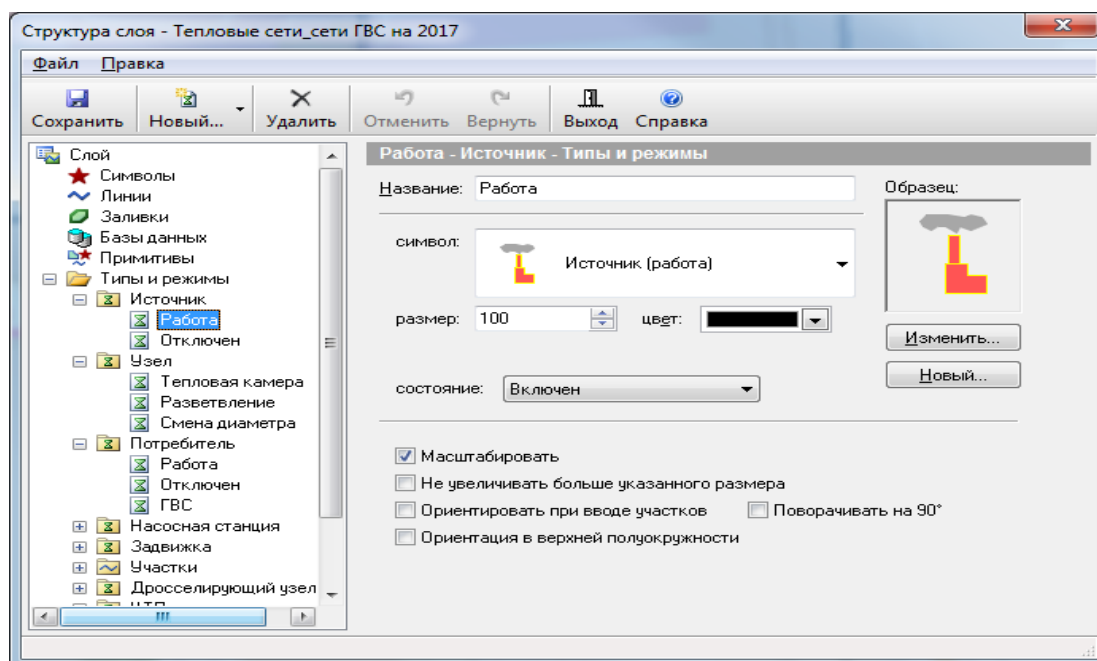 Структура слоя - Тепловые сети_сети ГВС на 2017
Файл Правка
Сохранить Новый... Удалить Отменить Вернуть Выход Справка
Слой
Символы
Линии
Заливки
Базы данных
Примитивы
Типы и режимы
Источник
Работа
Отключен
Узел
Тепловая камера
Разветвление
Смена диаметра
Потребитель
Работа
Отключен
ГВС
Насосная станция
Задвижка
Участки
Дросселирующий узел
Работа - Источник - Типы и режимы
Название: Работа
Образец:
символ: Источник (работа)
размер: 100 цвет:
Изменить...
Новый...
состояние: Включен
Масштабировать
Не увеличивать больше указанного размера
Ориентировать при вводе участков Поворачивать на 90°
Ориентация в верхней полуокружности